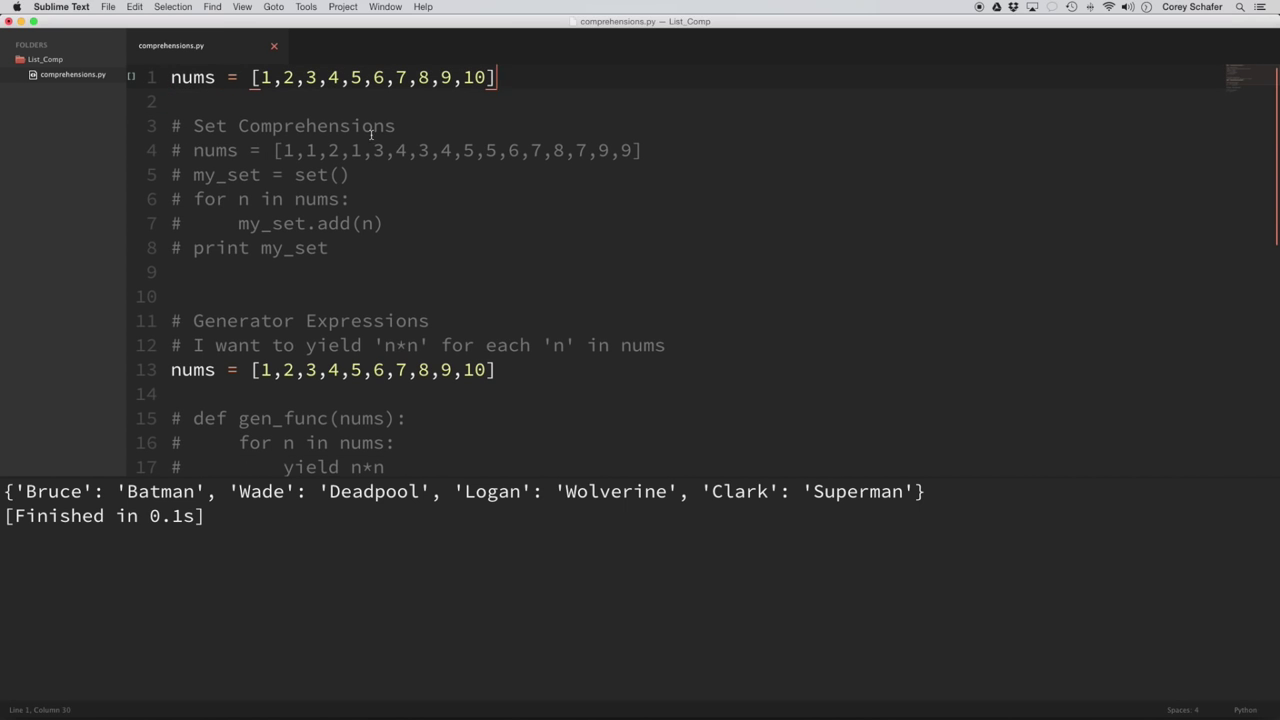 Sublime Text File Edit Selection Find View Goto Tools Project Window Help Corey Schafer
comprehensions.py — List_Comp
FOLDERS
List_Comp
comprehensions.py
comprehensions.py
1 nums = [1,2,3,4,5,6,7,8,9,10]
2
3 # Set Comprehensions
4 # nums = [1,1,2,1,3,4,3,4,5,5,6,7,8,7,9,9]
5 # my_set = set()
6 # for n in nums:
7 #     my_set.add(n)
8 # print my_set
9
10
11 # Generator Expressions
12 # I want to yield 'n*n' for each 'n' in nums
13 nums = [1,2,3,4,5,6,7,8,9,10]
14
15 # def gen_func(nums):
16 #     for n in nums:
17 #         yield n*n
{'Bruce': 'Batman', 'Wade': 'Deadpool', 'Logan': 'Wolverine', 'Clark': 'Superman'}
[Finished in 0.1s]
Line 1, Column 30 Spaces: 4 Python